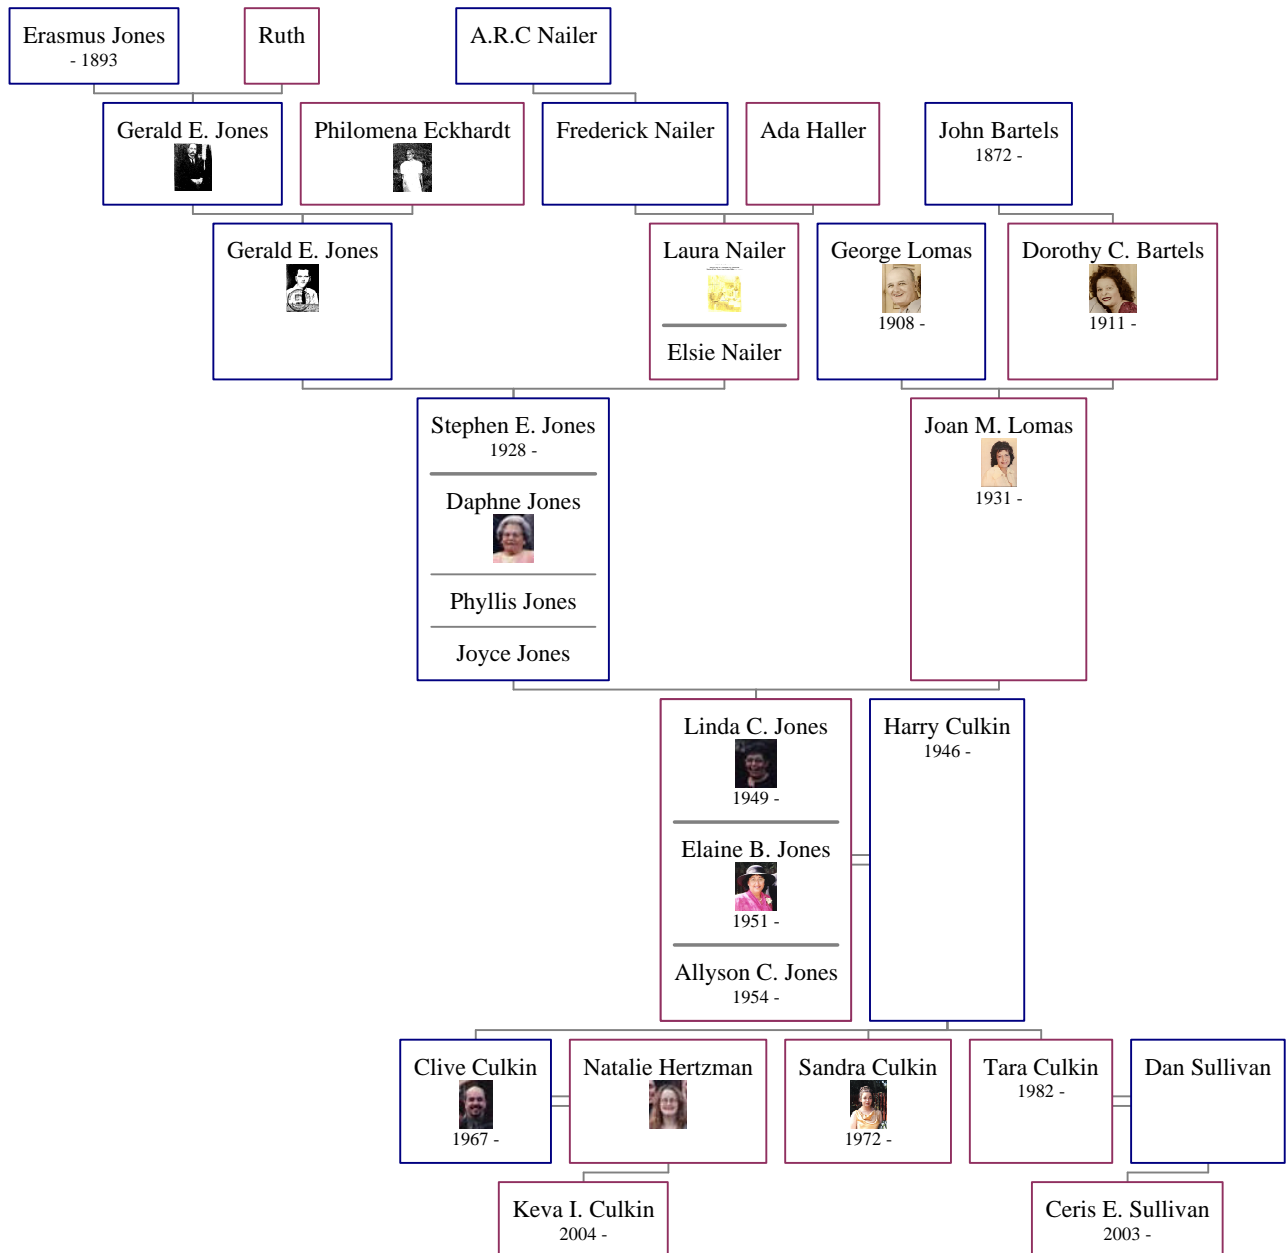 Erasmus Jones
- 1893
Ruth
A.R.C Nailer
Gerald E. Jones
Philomena Eckhardt
Frederick Nailer
Ada Haller
John Bartels
1872 -
Gerald E. Jones
Laura Nailer
Elsie Nailer
George Lomas
1908 -
Dorothy C. Bartels
1911 -
Stephen E. Jones
1928 -
Daphne Jones
Phyllis Jones
Joyce Jones
Joan M. Lomas
1931 -
Linda C. Jones
1949 -
Elaine B. Jones
1951 -
Allyson C. Jones
1954 -
Harry Culkin
1946 -
Clive Culkin
1967 -
Natalie Hertzman
Sandra Culkin
1972 -
Tara Culkin
1982 -
Dan Sullivan
Keva I. Culkin
2004 -
Ceris E. Sullivan
2003 -